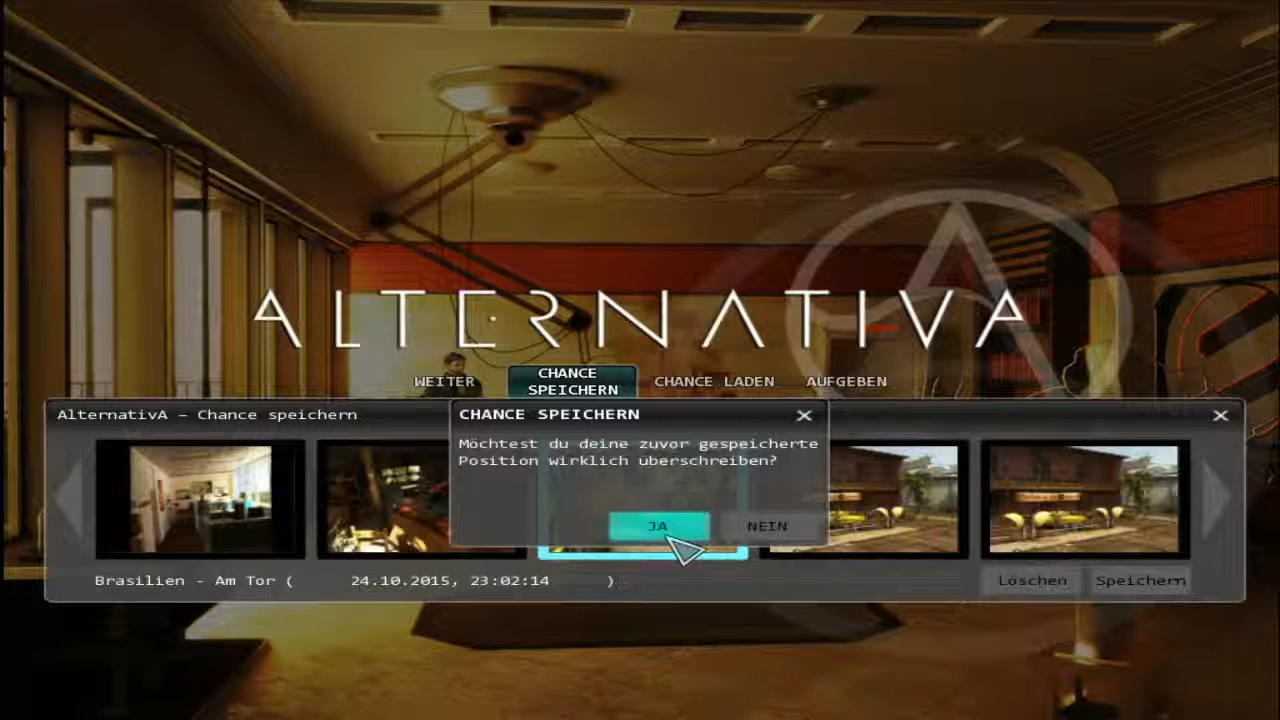 ALTERNATIVA
WEITER
CHANCE
SPEICHERN
CHANCE LADEN
AUFGEBEN
AlternativA – Chance speichern
CHANCE SPEICHERN
Möchtest du deine zuvor gespeicherte
Position wirklich überschreiben?
JA
NEIN
Brasilien - Am Tor ( 24.10.2015, 23:02:14 )
Löschen
Speichern